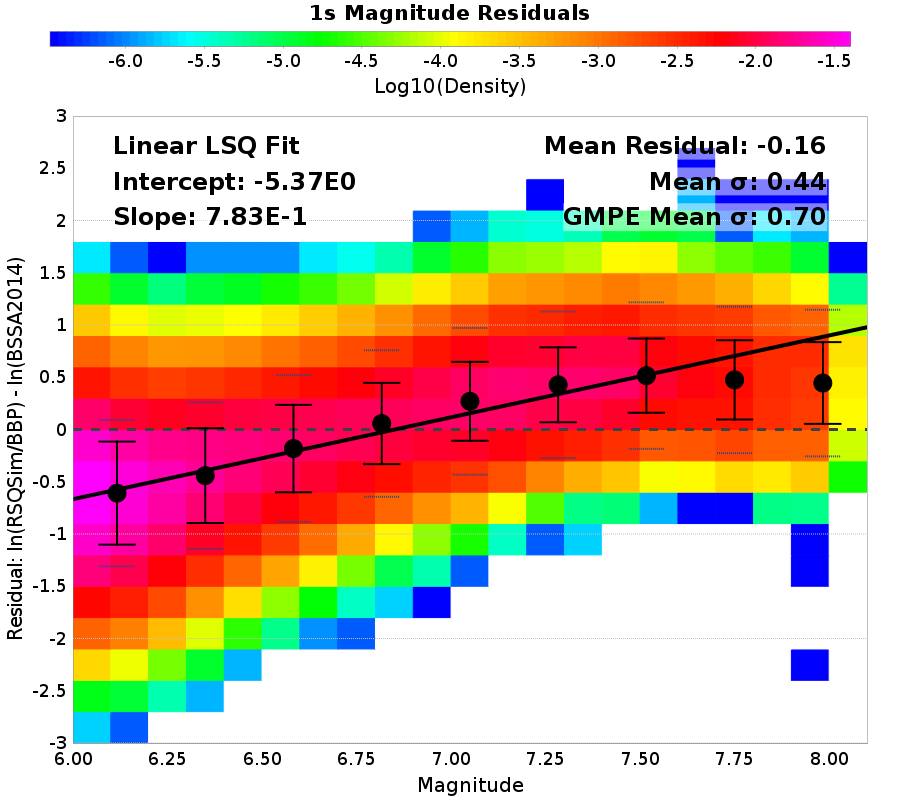 1s Magnitude Residuals
-6.0 -5.5 -5.0 -4.5 -4.0 -3.5 -3.0 -2.5 -2.0 -1.5
Log10(Density)
Linear LSQ Fit
Intercept: -5.37E0
Slope: 7.83E-1
Mean Residual: -0.16
Mean σ: 0.44
GMPE Mean σ: 0.70
Residual: ln(RSQSim/BBP) - ln(BSSA2014)
3
2.5
2
1.5
1
0.5
0
-0.5
-1
-1.5
-2
-2.5
-3
6.00 6.25 6.50 6.75 7.00 7.25 7.50 7.75 8.00
Magnitude